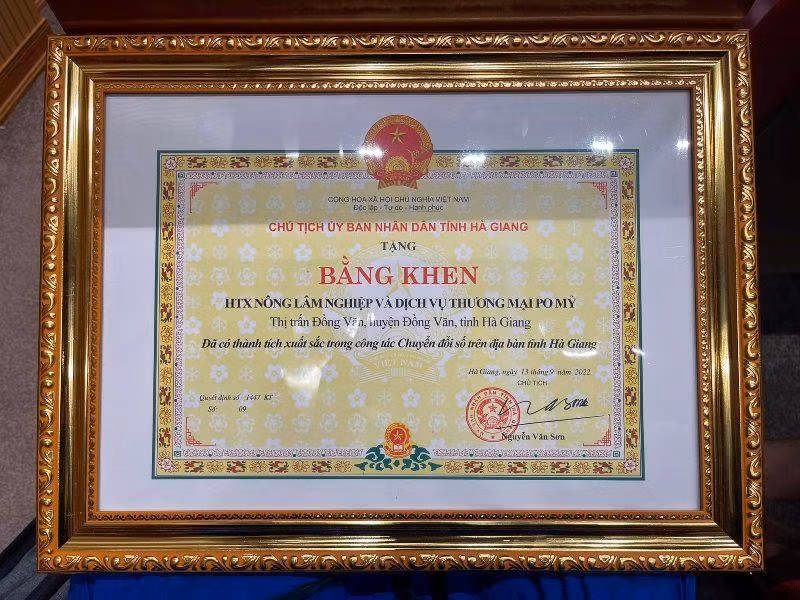 CỘNG HÒA XÃ HỘI CHỦ NGHĨA VIỆT NAM
Độc lập - Tự do - Hạnh phúc
CHỦ TỊCH ỦY BAN NHÂN DÂN TỈNH HÀ GIANG
TẶNG
BẰNG KHEN
HTX NÔNG LÂM NGHIỆP VÀ DỊCH VỤ THƯƠNG MẠI PO MỶ
Thị trấn Đồng Văn, huyện Đồng Văn, tỉnh Hà Giang
Đã có thành tích xuất sắc trong công tác Chuyển đổi số trên địa bàn tỉnh Hà Giang
VIỆT NAM
Hà Giang, ngày 13 tháng 9 năm 2022
CHỦ TỊCH
Quyết định số 1447 KT
Số: 09
Nguyễn Văn Sơn